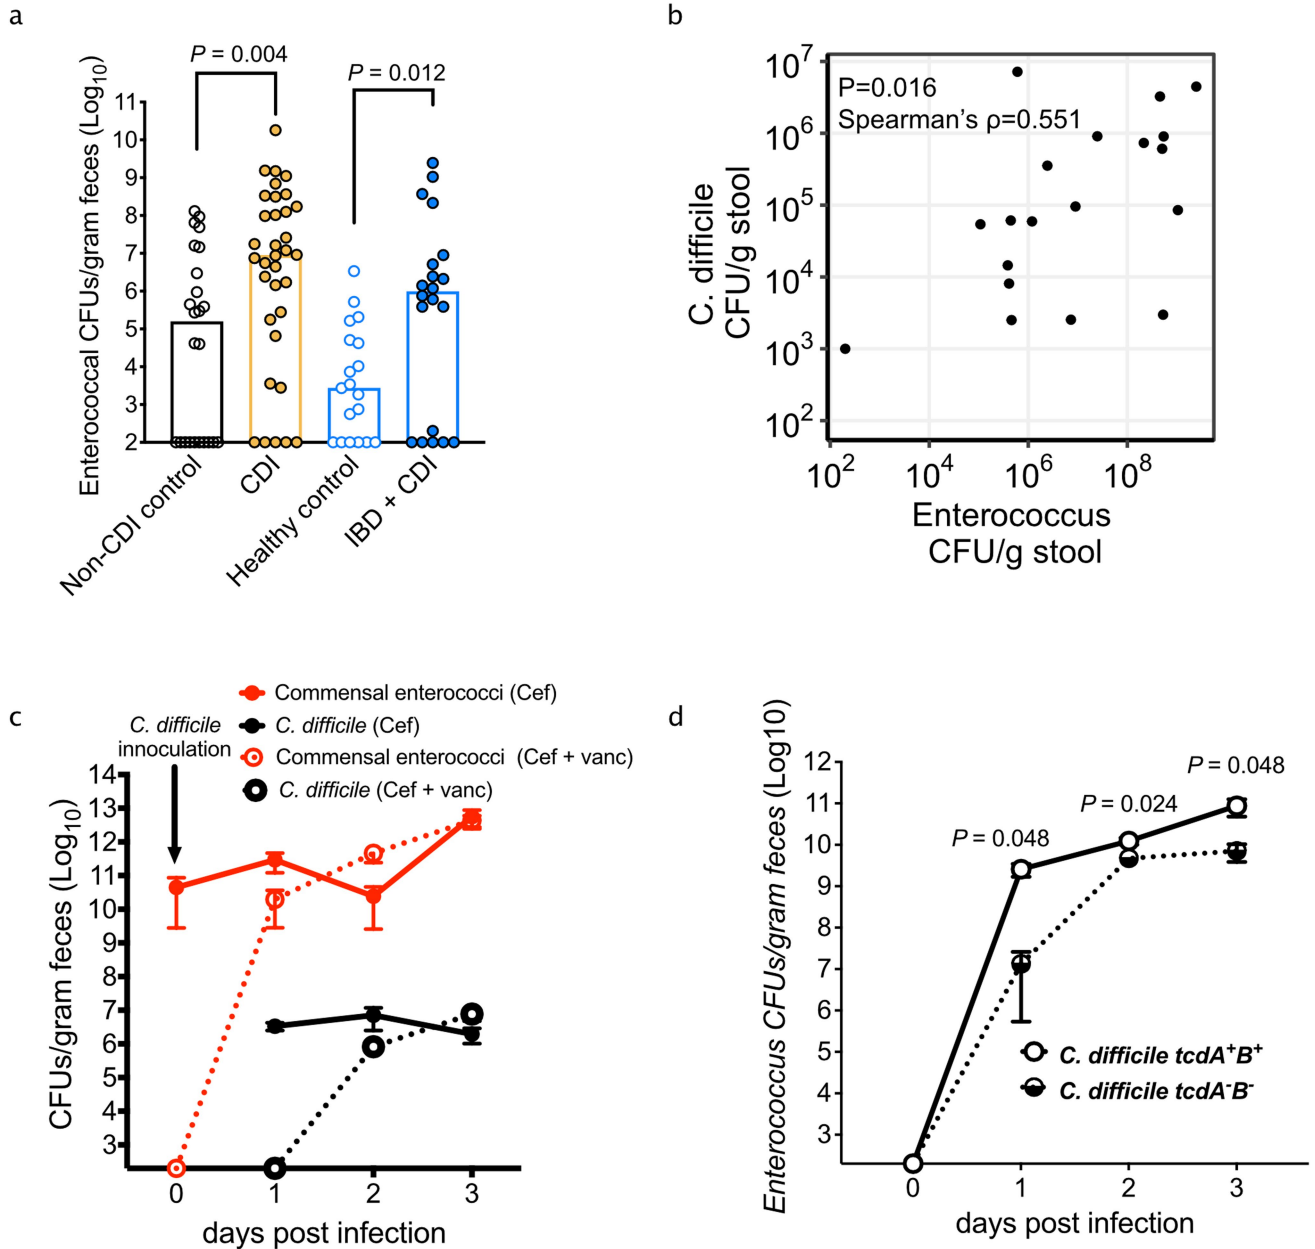 a
P = 0.004
P = 0.012
Enterococcal CFUs/gram feces (Log10)
11
10
9
8
7
6
5
4
3
2
Non-CDI control
CDI
Healthy control
IBD + CDI
b
P=0.016
Spearman’s ρ=0.551
C. difficile
CFU/g stool
10^7
10^6
10^5
10^4
10^3
10^2
10^2 10^4 10^6 10^8
Enterococcus
CFU/g stool
c
C. difficile
innoculation
Commensal enterococci (Cef)
C. difficile (Cef)
Commensal enterococci (Cef + vanc)
C. difficile (Cef + vanc)
CFUs/gram feces (Log10)
14
13
12
11
10
9
8
7
6
5
4
3
0 1 2 3
days post infection
d
Enterococcus CFUs/gram feces (Log10)
12
11
10
9
8
7
6
5
4
3
P = 0.048
P = 0.024
P = 0.048
C. difficile tcdA+B+
C. difficile tcdA-B-
0 1 2 3
days post infection